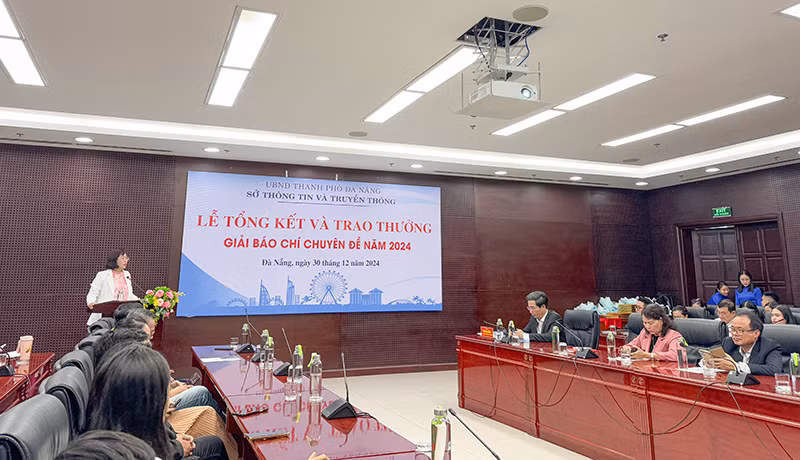 UBND THÀNH PHỐ ĐÀ NẴNG
SỞ THÔNG TIN VÀ TRUYỀN THÔNG
LỄ TỔNG KẾT VÀ TRAO THƯỞNG
GIẢI BÁO CHÍ CHUYÊN ĐỀ NĂM 2024
Đà Nẵng, ngày 30 tháng 12 năm 2024
EXIT